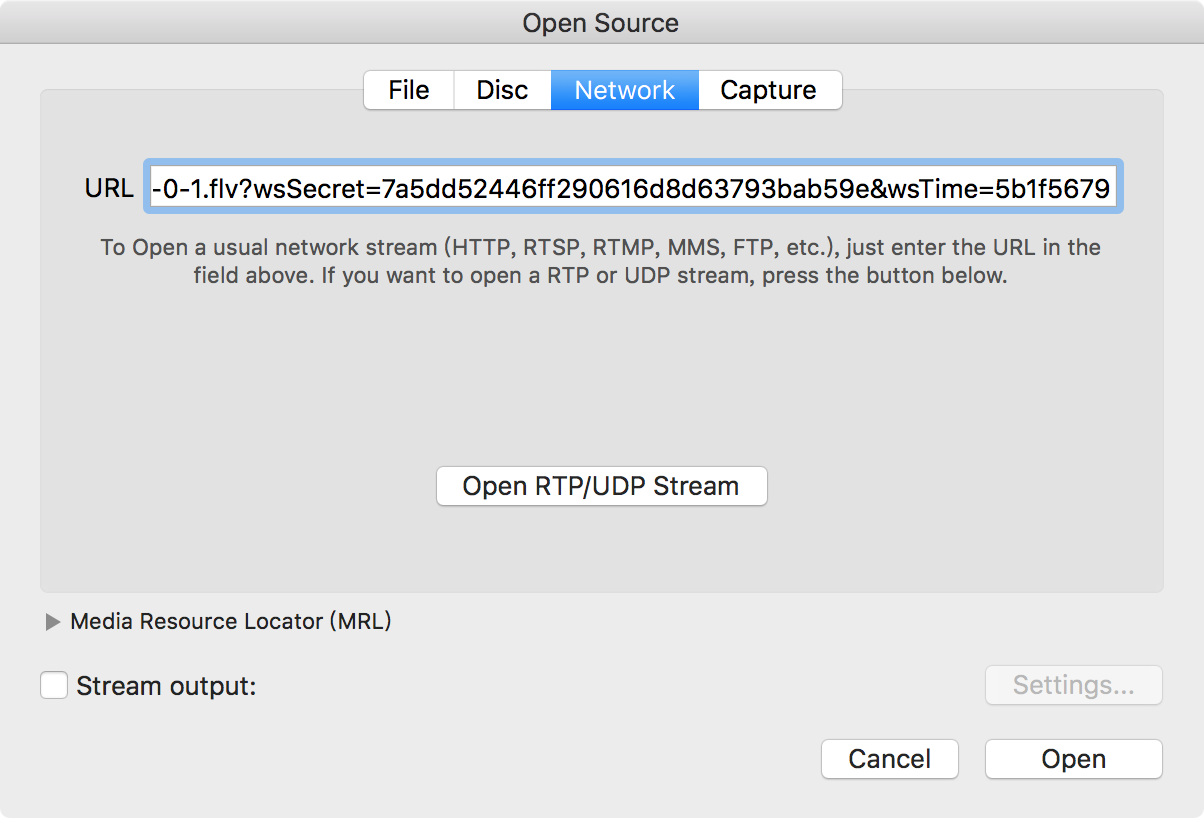 Open Source
File Disc Network Capture
URL -0-1.flv?wsSecret=7a5dd52446ff290616d8d63793bab59e&wsTime=5b1f5679
To Open a usual network stream (HTTP, RTSP, RTMP, MMS, FTP, etc.), just enter the URL in the
field above. If you want to open a RTP or UDP stream, press the button below.
Open RTP/UDP Stream
Media Resource Locator (MRL)
Stream output: Settings...
Cancel Open